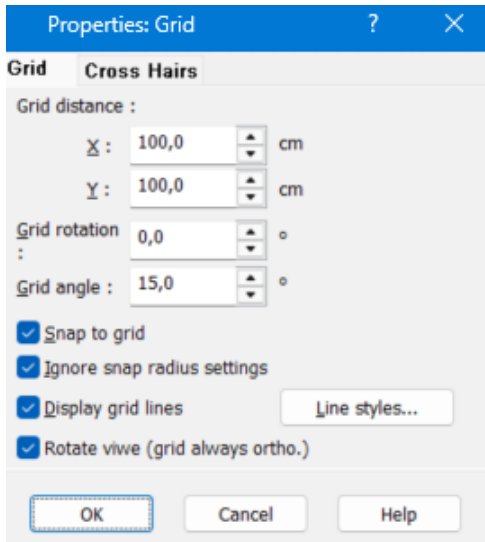 Properties: Grid ?
Grid Cross Hairs
Grid distance :
X : 100,0 cm
Y : 100,0 cm
Grid rotation
: 0,0 °
Grid angle : 15,0 °
Snap to grid
Ignore snap radius settings
Display grid lines Line styles...
Rotate viwe (grid always ortho.)
OK Cancel Help